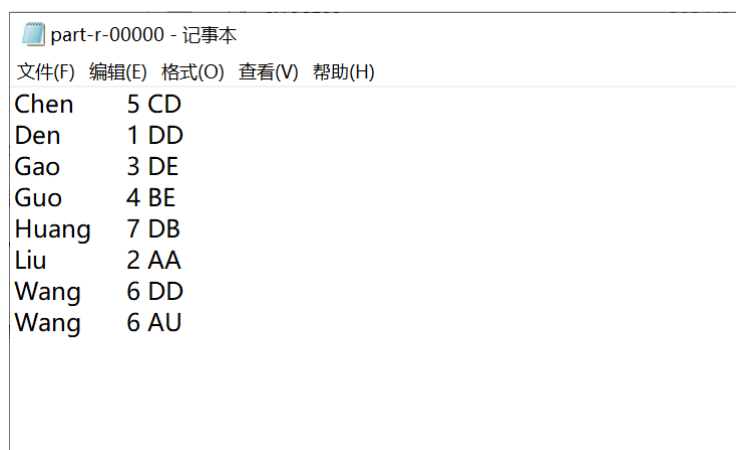 part-r-00000 - 记事本
文件(F) 编辑(E) 格式(O) 查看(V) 帮助(H)
Chen 5 CD
Den 1 DD
Gao 3 DE
Guo 4 BE
Huang 7 DB
Liu 2 AA
Wang 6 DD
Wang 6 AU